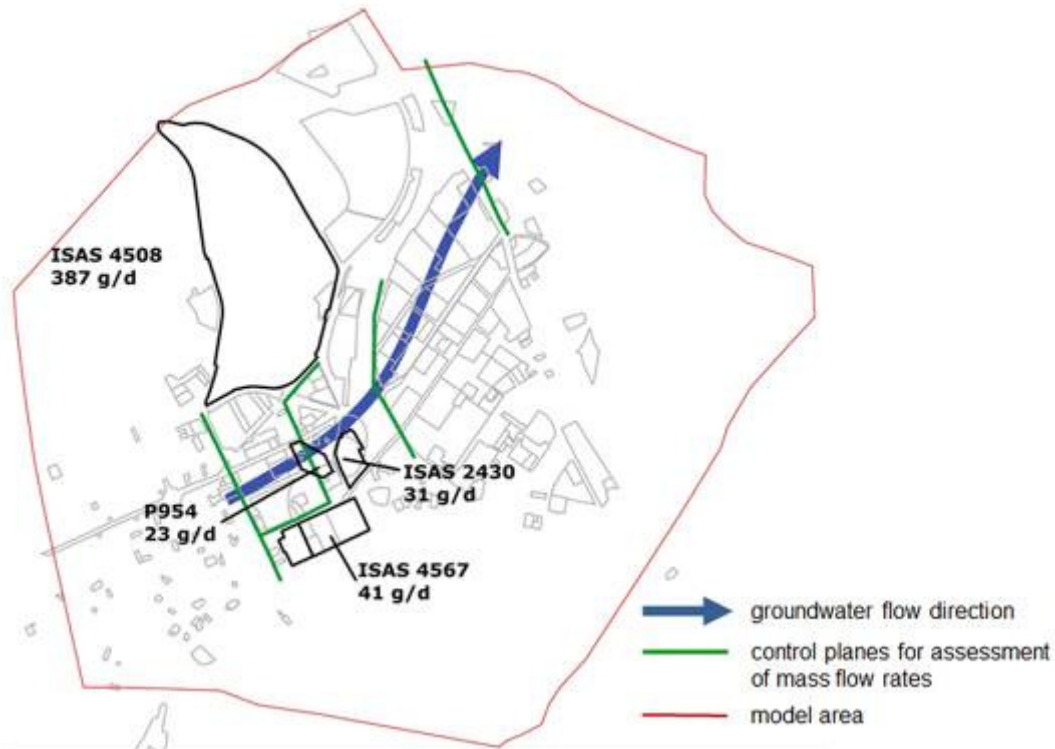 ISAS 4508
387 g/d
ISAS 2430
31 g/d
P954
23 g/d
ISAS 4567
41 g/d
groundwater flow direction
control planes for assessment
of mass flow rates
model area